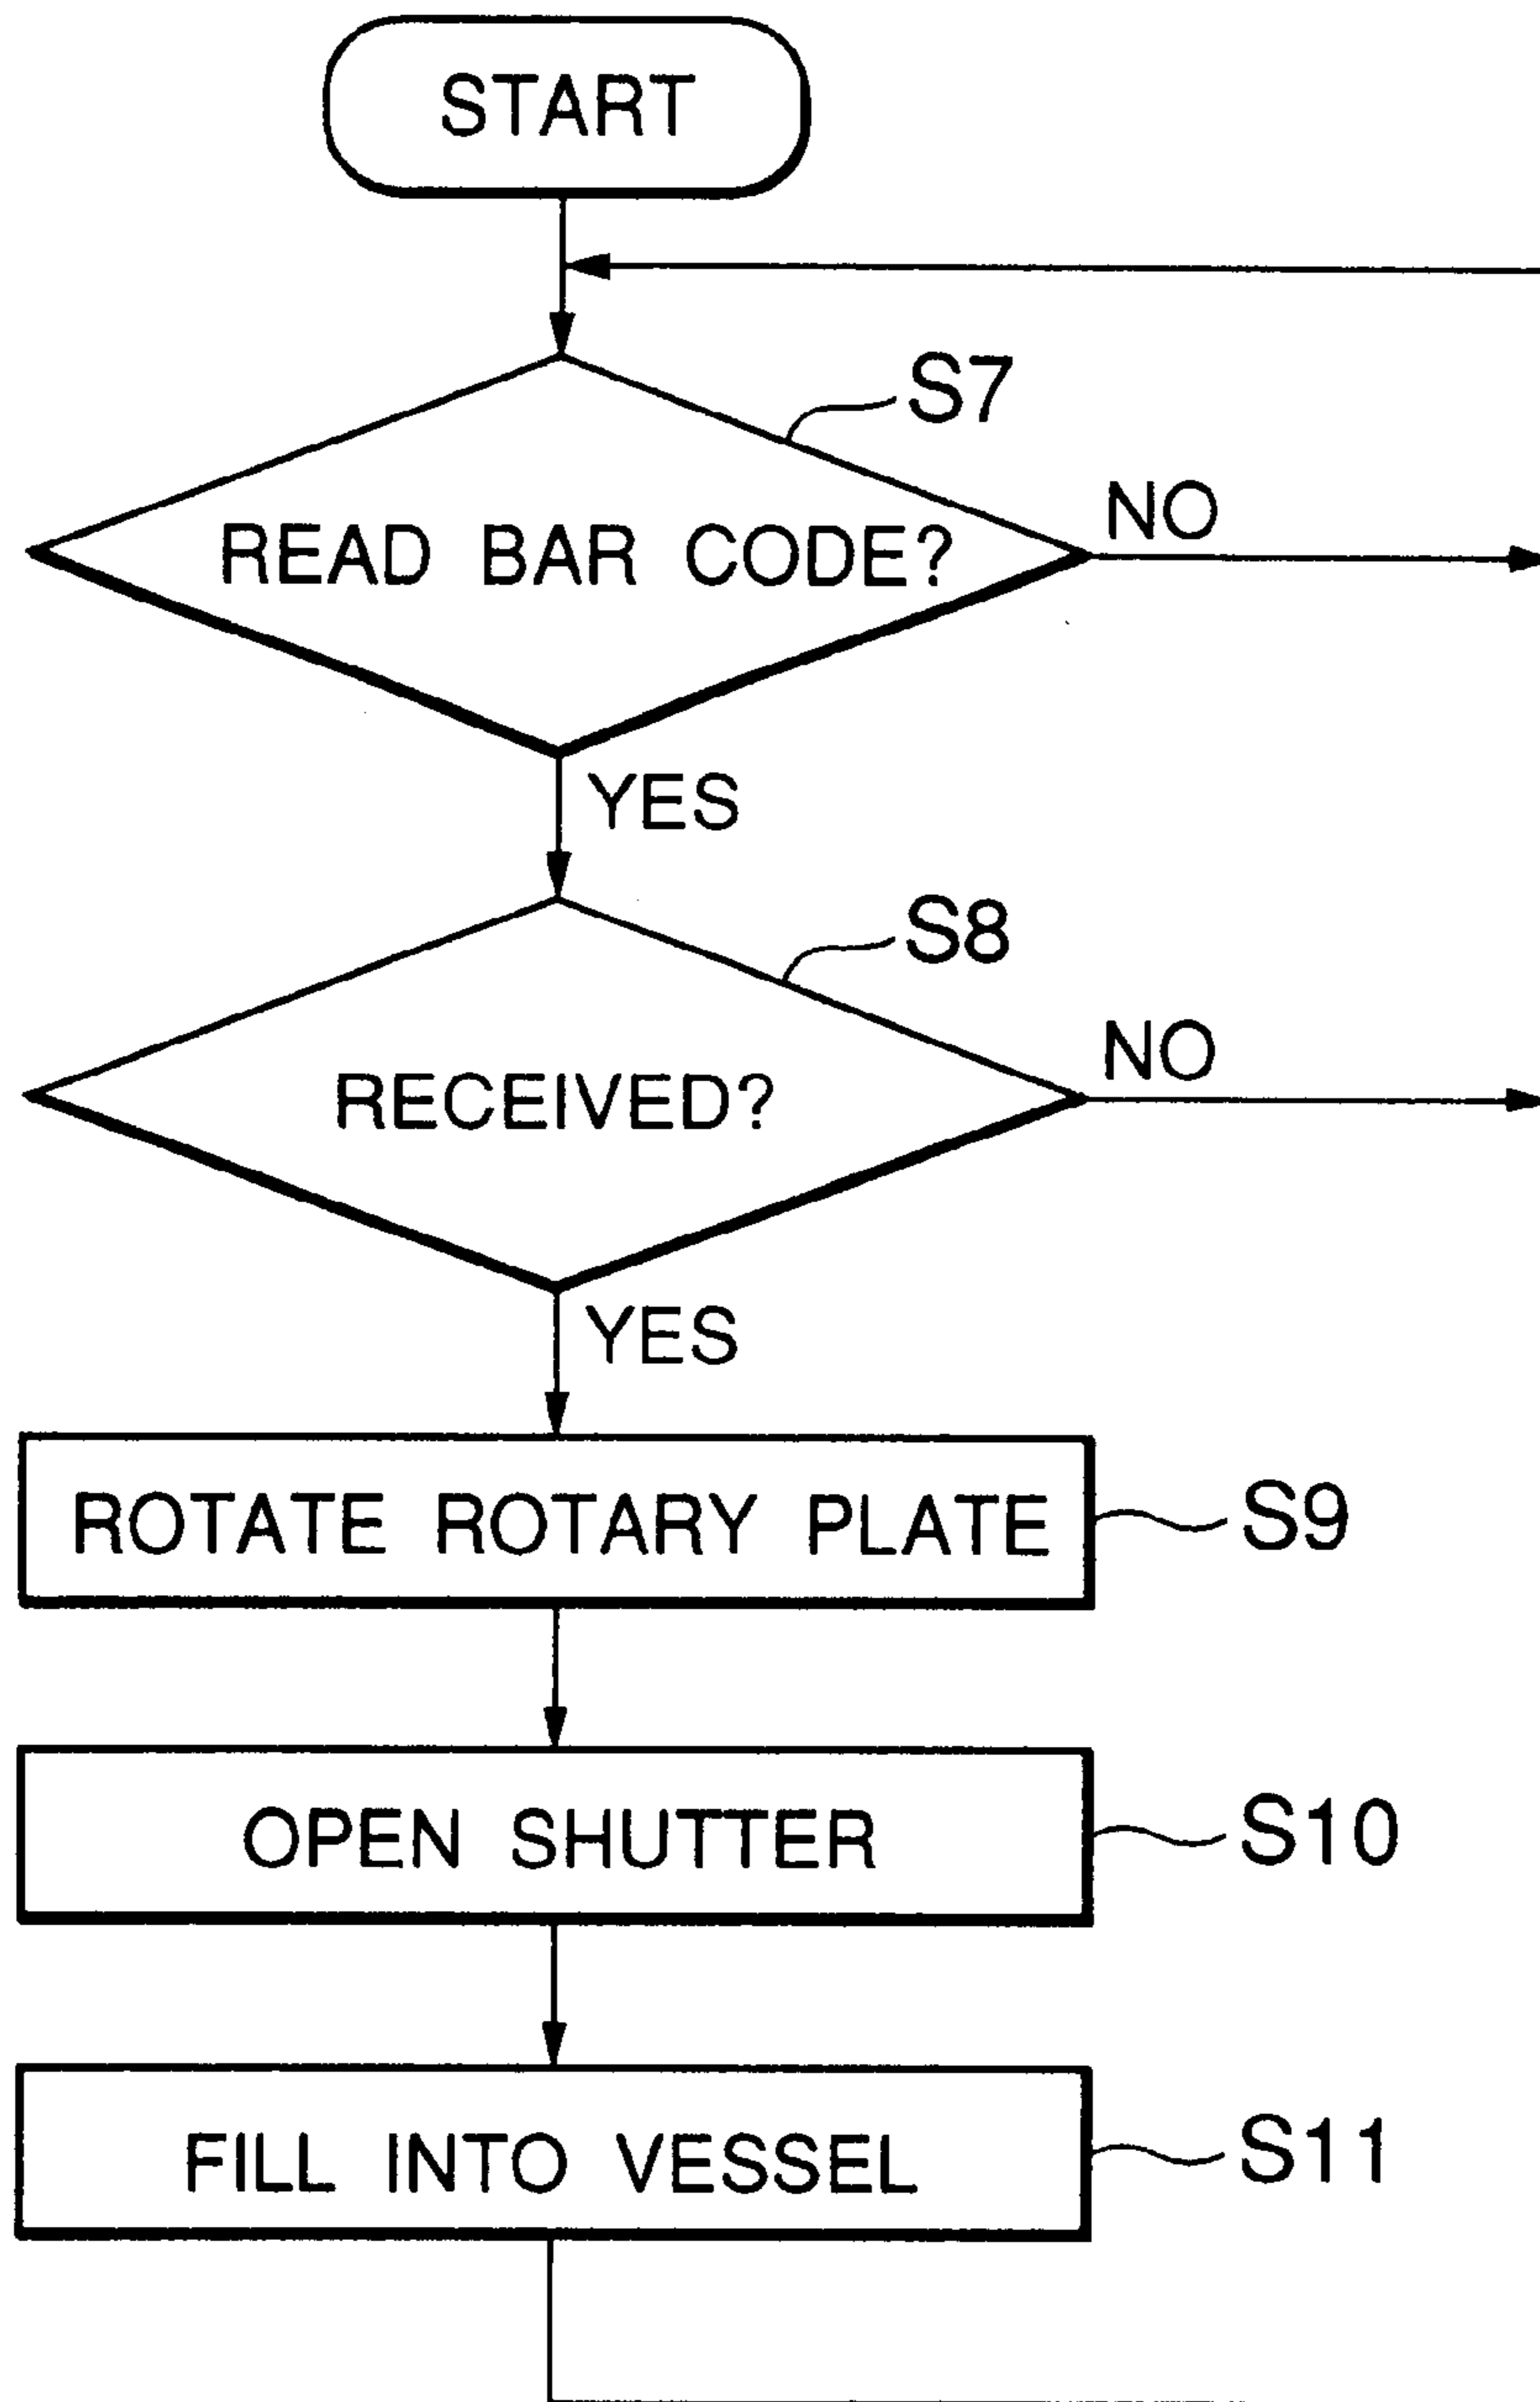 START
S7
READ BAR CODE?
NO
YES
S8
RECEIVED?
NO
YES
ROTATE ROTARY PLATE
S9
OPEN SHUTTER
S10
FILL INTO VESSEL
S11